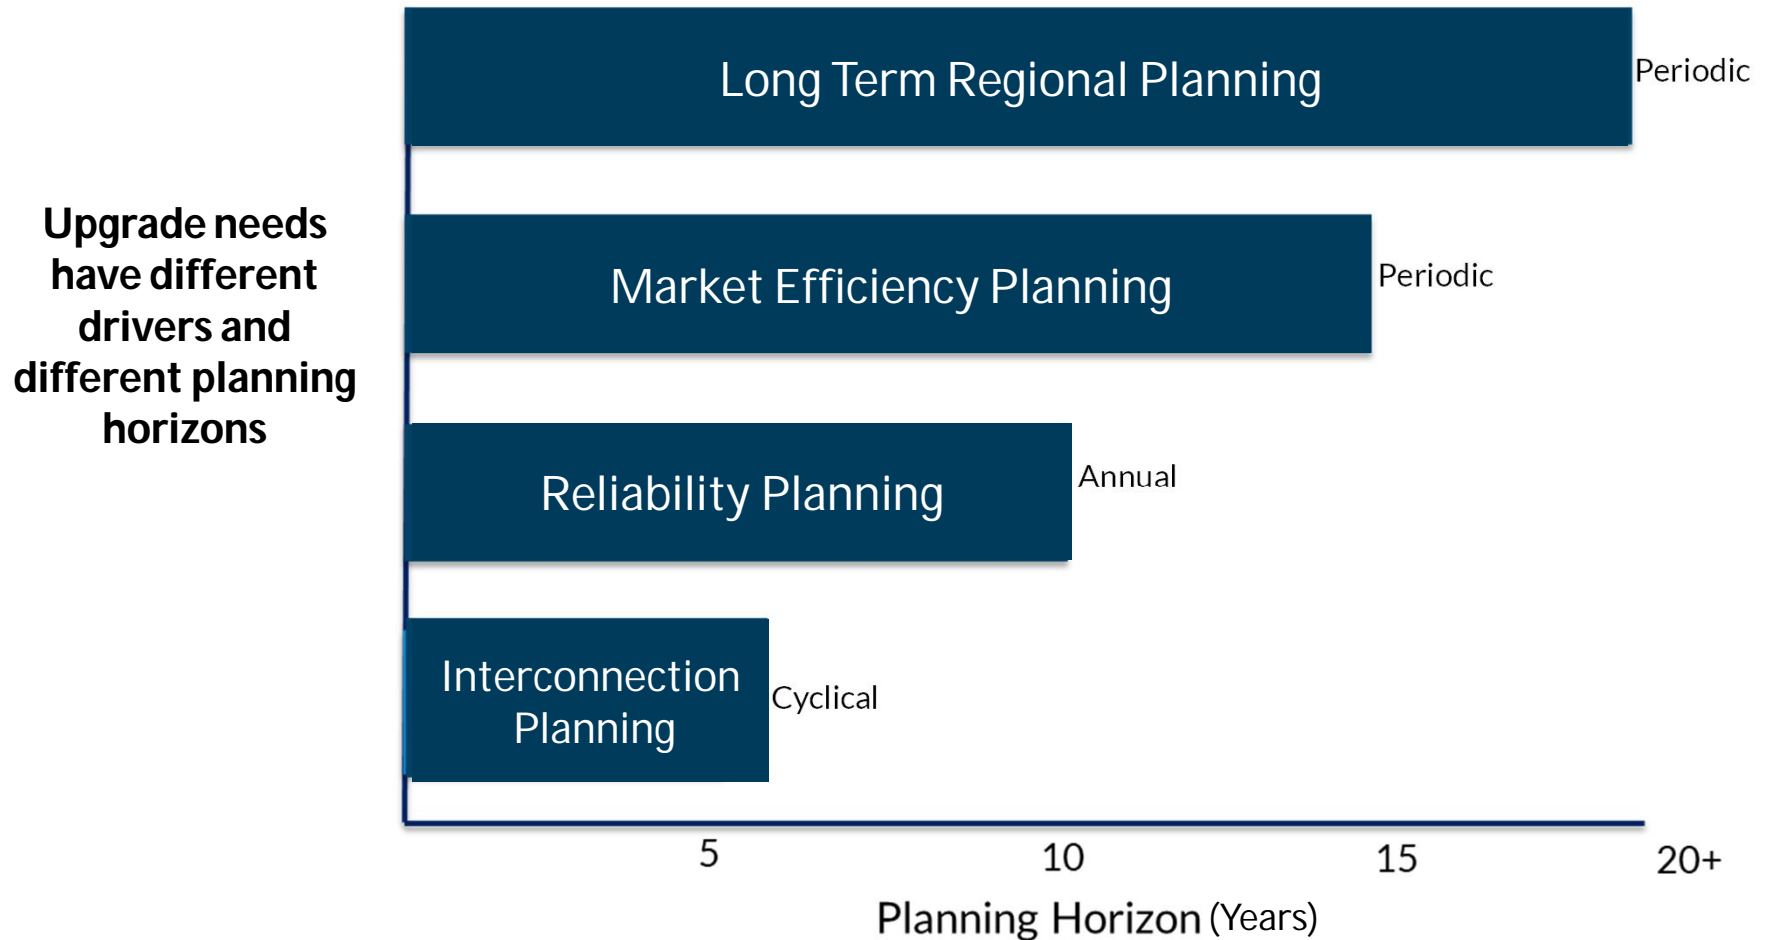 Long Term Regional Planning
Periodic
Upgrade needs
have different
drivers and
different planning
horizons
Market Efficiency Planning
Periodic
Reliability Planning
Annual
Interconnection
Planning
Cyclical
5 10 15 20+
Planning Horizon (Years)